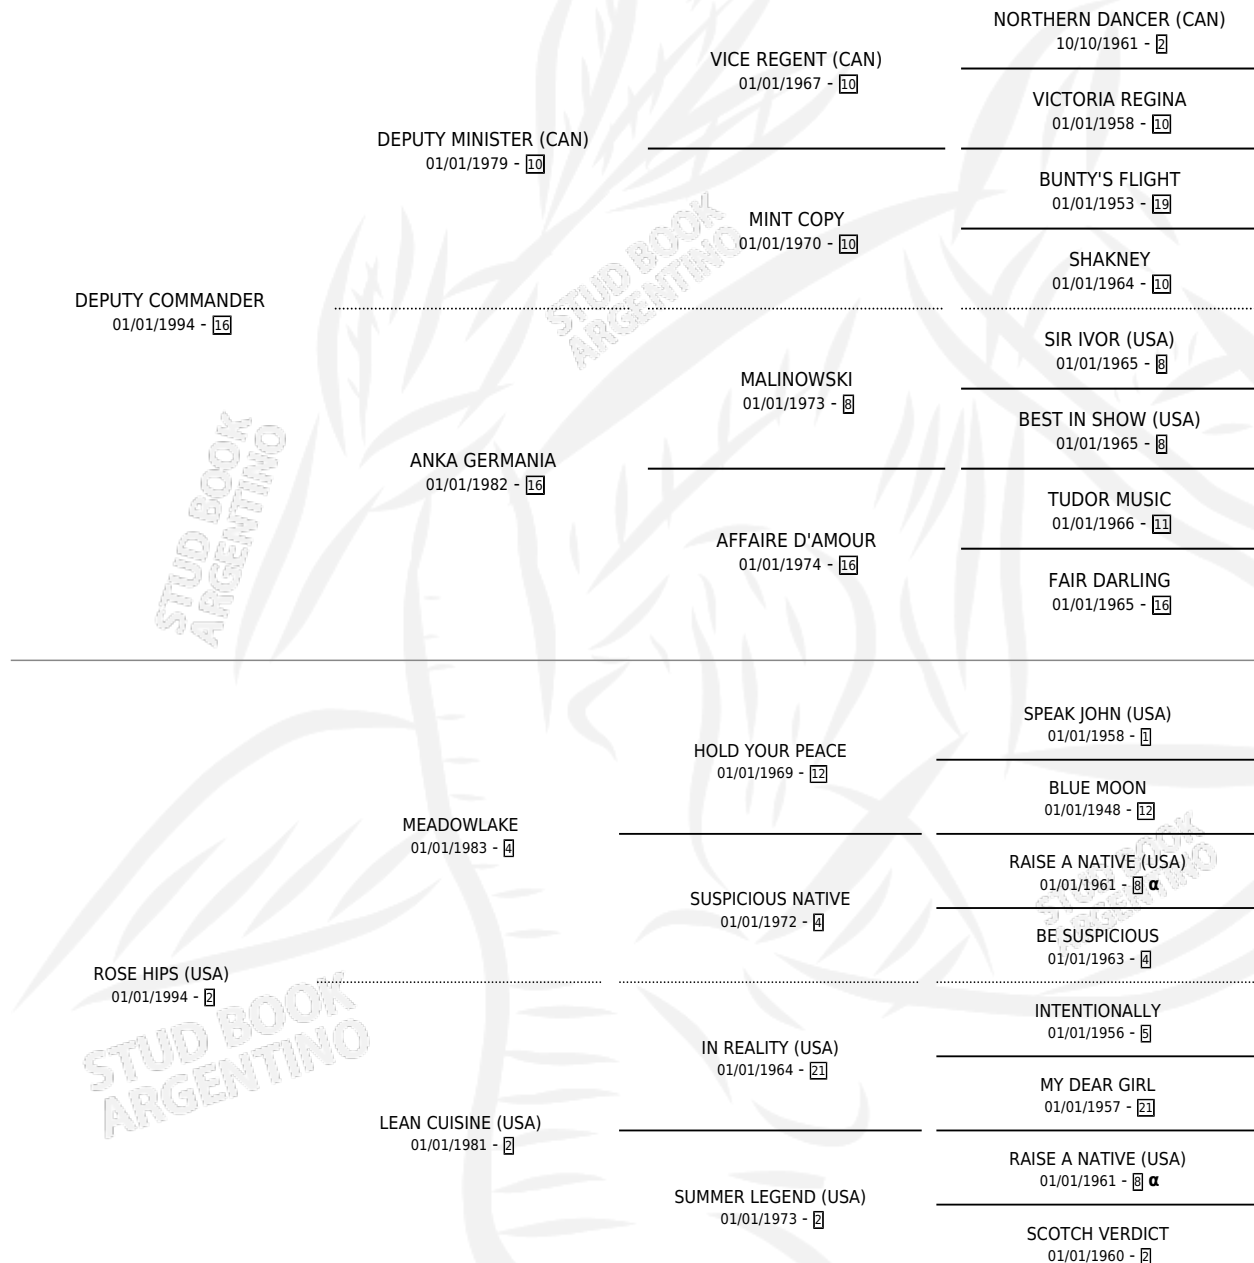 NORTHERN DANCER (CAN)
10/10/1961 - 2
VICE REGENT (CAN)
01/01/1967 - 10
VICTORIA REGINA
01/01/1958 - 10
DEPUTY MINISTER (CAN)
01/01/1979 - 10
BUNTY'S FLIGHT
01/01/1953 - 19
MINT COPY
01/01/1970 - 10
SHAKNEY
01/01/1964 - 10
DEPUTY COMMANDER
01/01/1994 - 16
SIR IVOR (USA)
01/01/1965 - 8
MALINOWSKI
01/01/1973 - 8
BEST IN SHOW (USA)
01/01/1965 - 8
ANKA GERMANIA
01/01/1982 - 16
TUDOR MUSIC
01/01/1966 - 11
AFFAIRE D'AMOUR
01/01/1974 - 16
FAIR DARLING
01/01/1965 - 16
SPEAK JOHN (USA)
01/01/1958 - 1
HOLD YOUR PEACE
01/01/1969 - 12
BLUE MOON
01/01/1948 - 12
MEADOWLAKE
01/01/1983 - 4
RAISE A NATIVE (USA)
01/01/1961 - 8 α
SUSPICIOUS NATIVE
01/01/1972 - 4
BE SUSPICIOUS
01/01/1963 - 4
ROSE HIPS (USA)
01/01/1994 - 2
INTENTIONALLY
01/01/1956 - 5
IN REALITY (USA)
01/01/1964 - 21
MY DEAR GIRL
01/01/1957 - 21
LEAN CUISINE (USA)
01/01/1981 - 2
RAISE A NATIVE (USA)
01/01/1961 - 8 α
SUMMER LEGEND (USA)
01/01/1973 - 2
SCOTCH VERDICT
01/01/1960 - 2
STUD BOOK
ARGENTINO
STUD BOOK
ARGENTINO
STUD BOOK
ARGENTINO
STUD BOOK
ARGENTINO